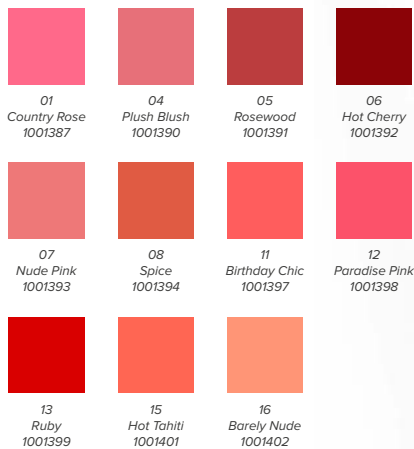 01
Country Rose
1001387
04
Plush Blush
1001390
05
Rosewood
1001391
06
Hot Cherry
1001392
07
Nude Pink
1001393
08
Spice
1001394
11
Birthday Chic
1001397
12
Paradise Pink
1001398
13
Ruby
1001399
15
Hot Tahiti
1001401
16
Barely Nude
1001402